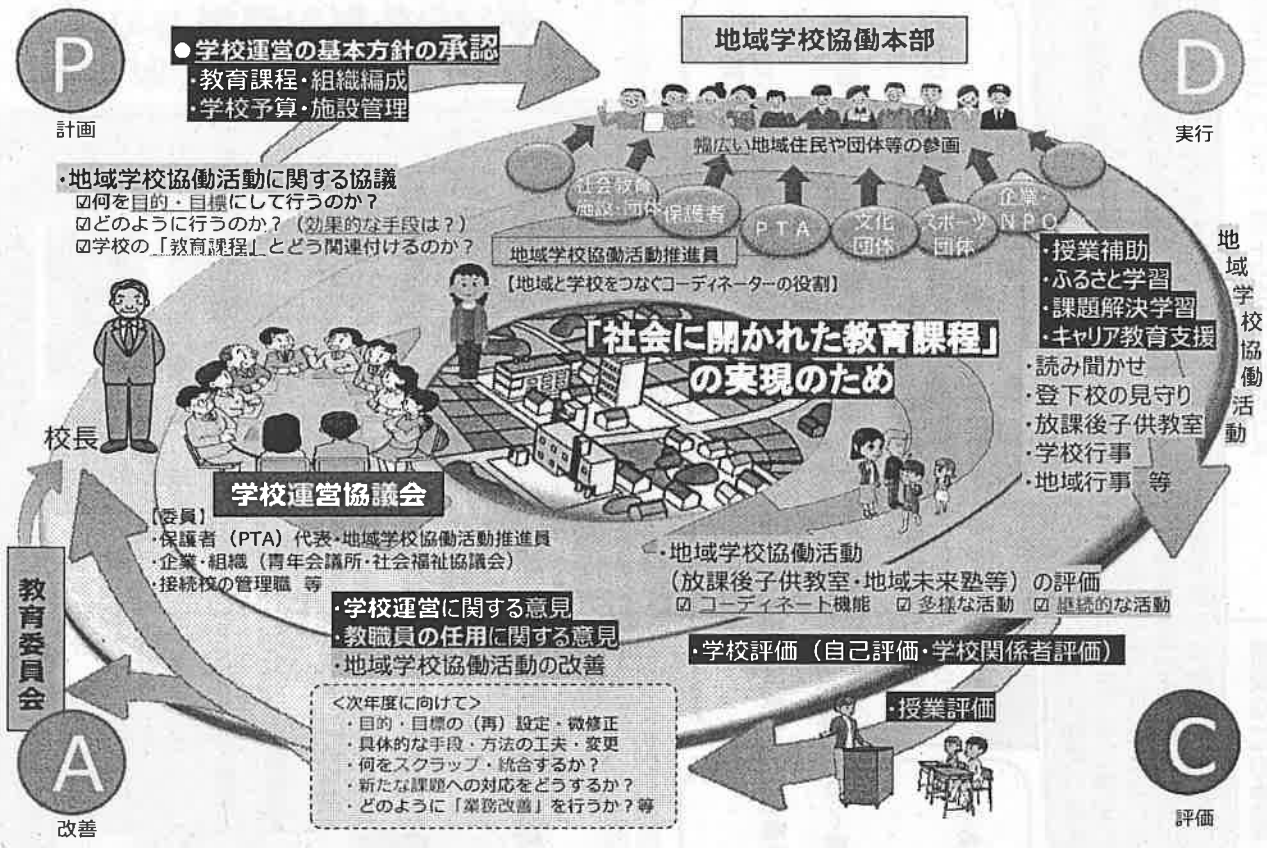 P
計画
●学校運営の基本方針の承認
・教育課程・組織編成
・学校予算・施設管理
地域学校協働本部
D
実行
幅広い地域住民や団体等の参画
・地域学校協働活動に関する協議
☑何を目的・目標にして行うのか？
☑どのように行うのか？（効果的な手段は？）
☑学校の「教育課程」とどう関連付けるのか？
社会教育
施設・団体
保護者
PTA
文化
団体
スポーツ
団体
企業・
NPO
地域学校協働活動推進員
【地域と学校をつなぐコーディネーターの役割】
・授業補助
・ふるさと学習
・課題解決学習
・キャリア教育支援
・読み聞かせ
・登下校の見守り
・放課後子供教室
・学校行事
・地域行事 等
地域学校協働活動
「社会に開かれた教育課程」
の実現のため
校長
学校運営協議会
【委員】
・保護者（PTA）代表・地域学校協働活動推進員
・企業・組織（青年会議所・社会福祉協議会）
・接続校の管理職 等
・地域学校協働活動
（放課後子供教室・地域未来塾等）の評価
☑ コーディネート機能 ☑ 多様な活動 ☑ 継続的な活動
教育委員会
・学校運営に関する意見
・教職員の任用に関する意見
・地域学校協働活動の改善
・学校評価（自己評価・学校関係者評価）
・授業評価
＜次年度に向けて＞
・目的・目標の（再）設定・微修正
・具体的な手段・方法の工夫・変更
・何をスクラップ・統合するか？
・新たな課題への対応をどうするか？
・どのように「業務改善」を行うか？等
A
改善
C
評価